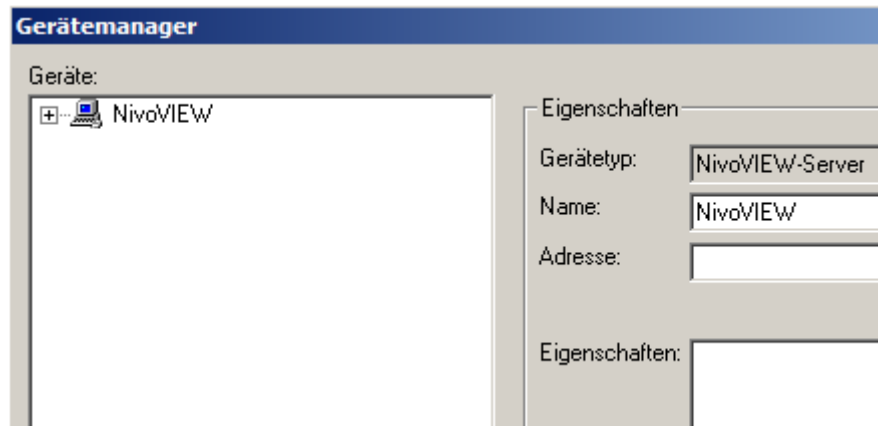 Gerätemanager
Geräte:
NivoVIEW
Eigenschaften
Gerätetyp: NivoVIEW-Server
Name: NivoVIEW
Adresse:
Eigenschaften: